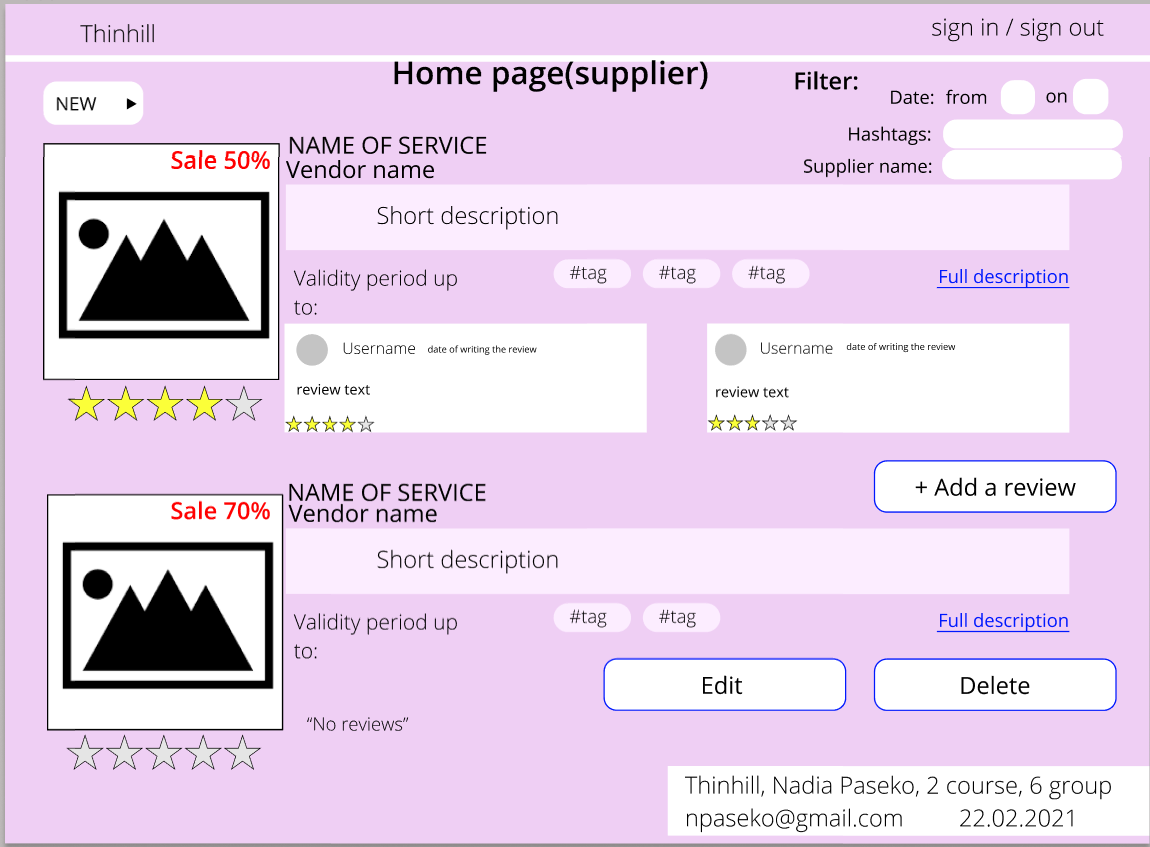 Thinhill
sign in / sign out
Home page(supplier)
Filter:
NEW
Date: from on
Hashtags:
Supplier name:
Sale 50%
NAME OF SERVICE
Vendor name
Short description
Validity period up
to:
#tag #tag #tag
Full description
Username date of writing the review
review text
Username date of writing the review
review text
+ Add a review
Sale 70%
NAME OF SERVICE
Vendor name
Short description
Validity period up
to:
#tag #tag
Full description
Edit
Delete
“No reviews”
Thinhill, Nadia Paseko, 2 course, 6 group
npaseko@gmail.com 22.02.2021